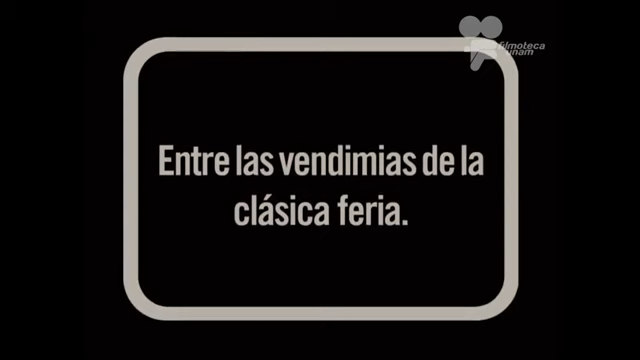 filmoteca
unam
Entre las vendimias de la
clásica feria.